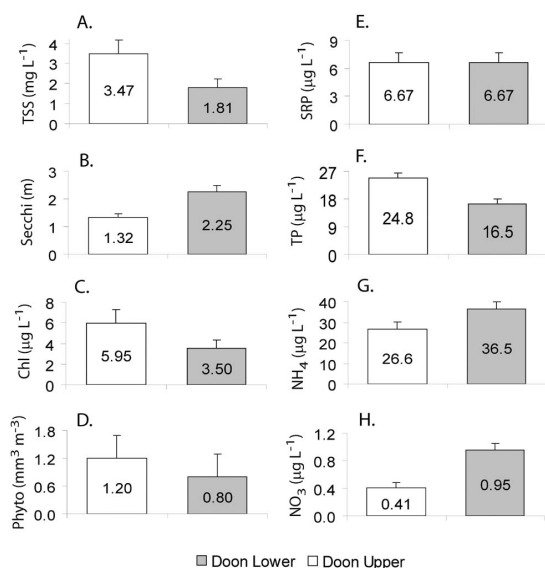 A.
TSS (mg L⁻¹)
4
3
2
1
0
3.47
1.81
B.
Secchi (m)
3
2
1
0
1.32
2.25
C.
Chl (µg L⁻¹)
8
6
4
2
0
5.95
3.50
D.
Phyto (mm³ m⁻³)
1.8
1.2
0.6
0.0
1.20
0.80
E.
SRP (µg L⁻¹)
9
6
3
0
6.67
6.67
F.
TP (µg L⁻¹)
27
18
9
0
24.8
16.5
G.
NH₄ (µg L⁻¹)
40
30
20
10
0
26.6
36.5
H.
NO₃ (µg L⁻¹)
1.2
0.8
0.4
0.0
0.41
0.95
Doon Lower
Doon Upper